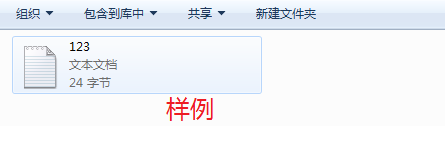 组织 包含到库中 共享 新建文件夹
123
文本文档
24 字节
样例